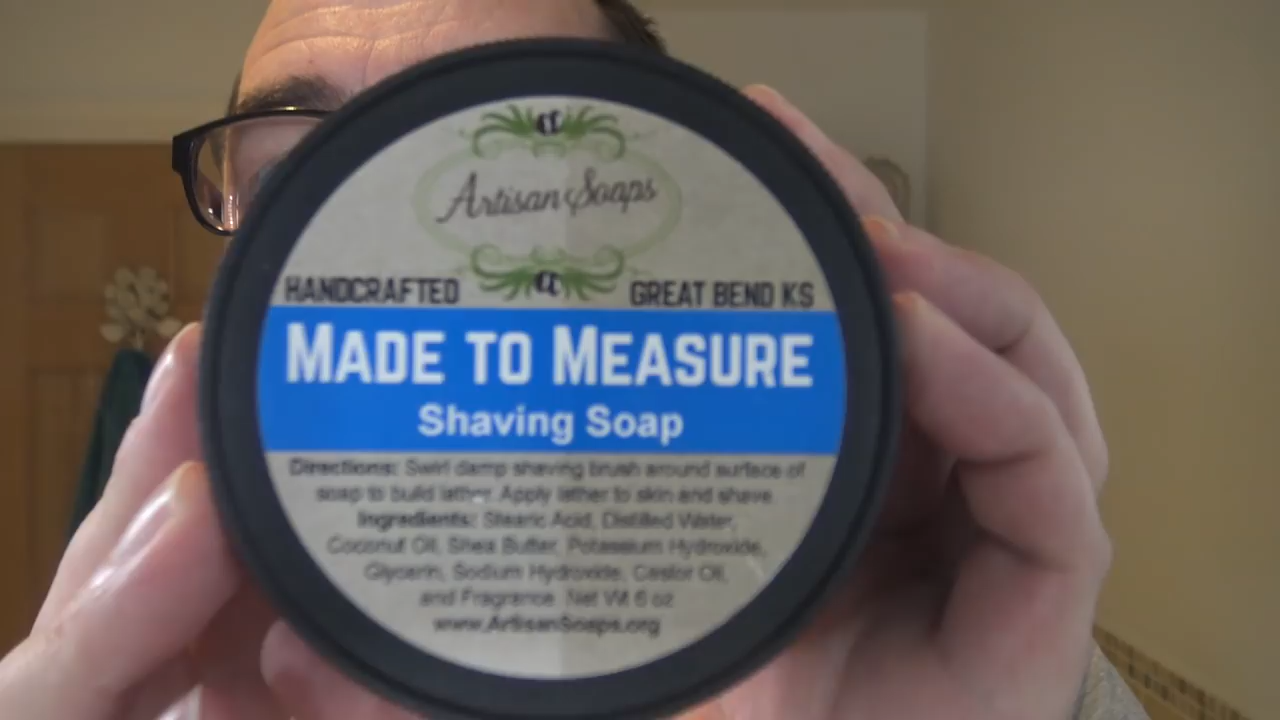 a
Artisan Soaps
a
HANDCRAFTED GREAT BEND KS
MADE TO MEASURE
Shaving Soap
Directions: Swirl damp shaving brush around surface of
soap to build lather. Apply lather to skin and shave.
Ingredients: Stearic Acid, Distilled Water,
Coconut Oil, Shea Butter, Potassium Hydroxide,
Glycerin, Sodium Hydroxide, Castor Oil,
and Fragrance. Net Wt 6 oz
www.ArtisanSoaps.org